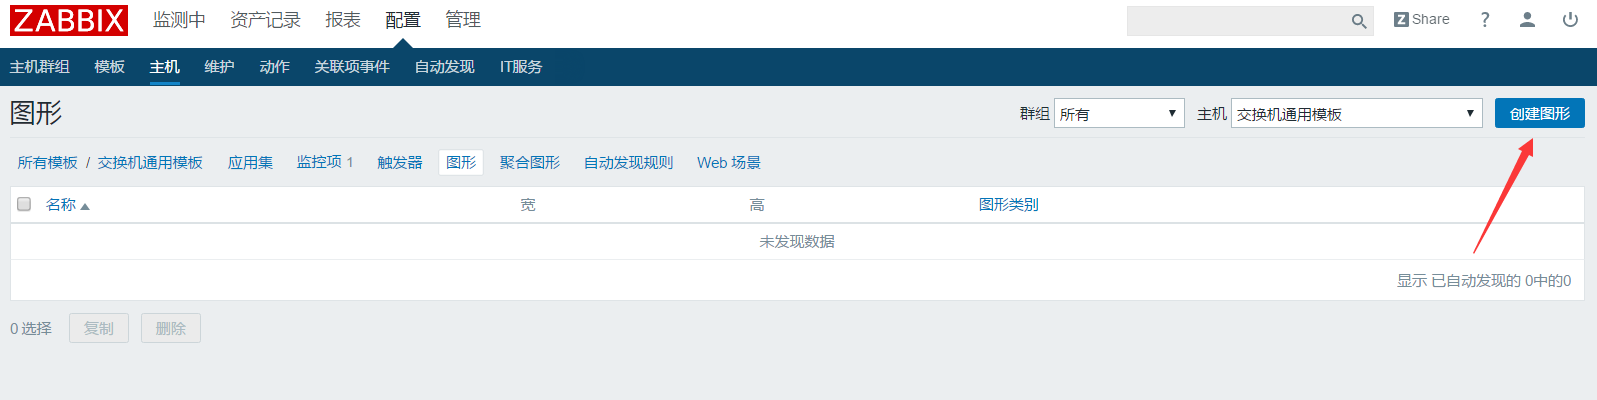 ZABBIX 监测中 资产记录 报表 配置 管理 Z Share ?
主机群组 模板 主机 维护 动作 关联项事件 自动发现 IT服务
图形 群组 所有 主机 交换机通用模板 创建图形
所有模板 / 交换机通用模板 应用集 监控项 1 触发器 图形 聚合图形 自动发现规则 Web 场景
名称 宽 高 图形类别
未发现数据
显示 已自动发现的 0中的0
0 选择 复制 删除